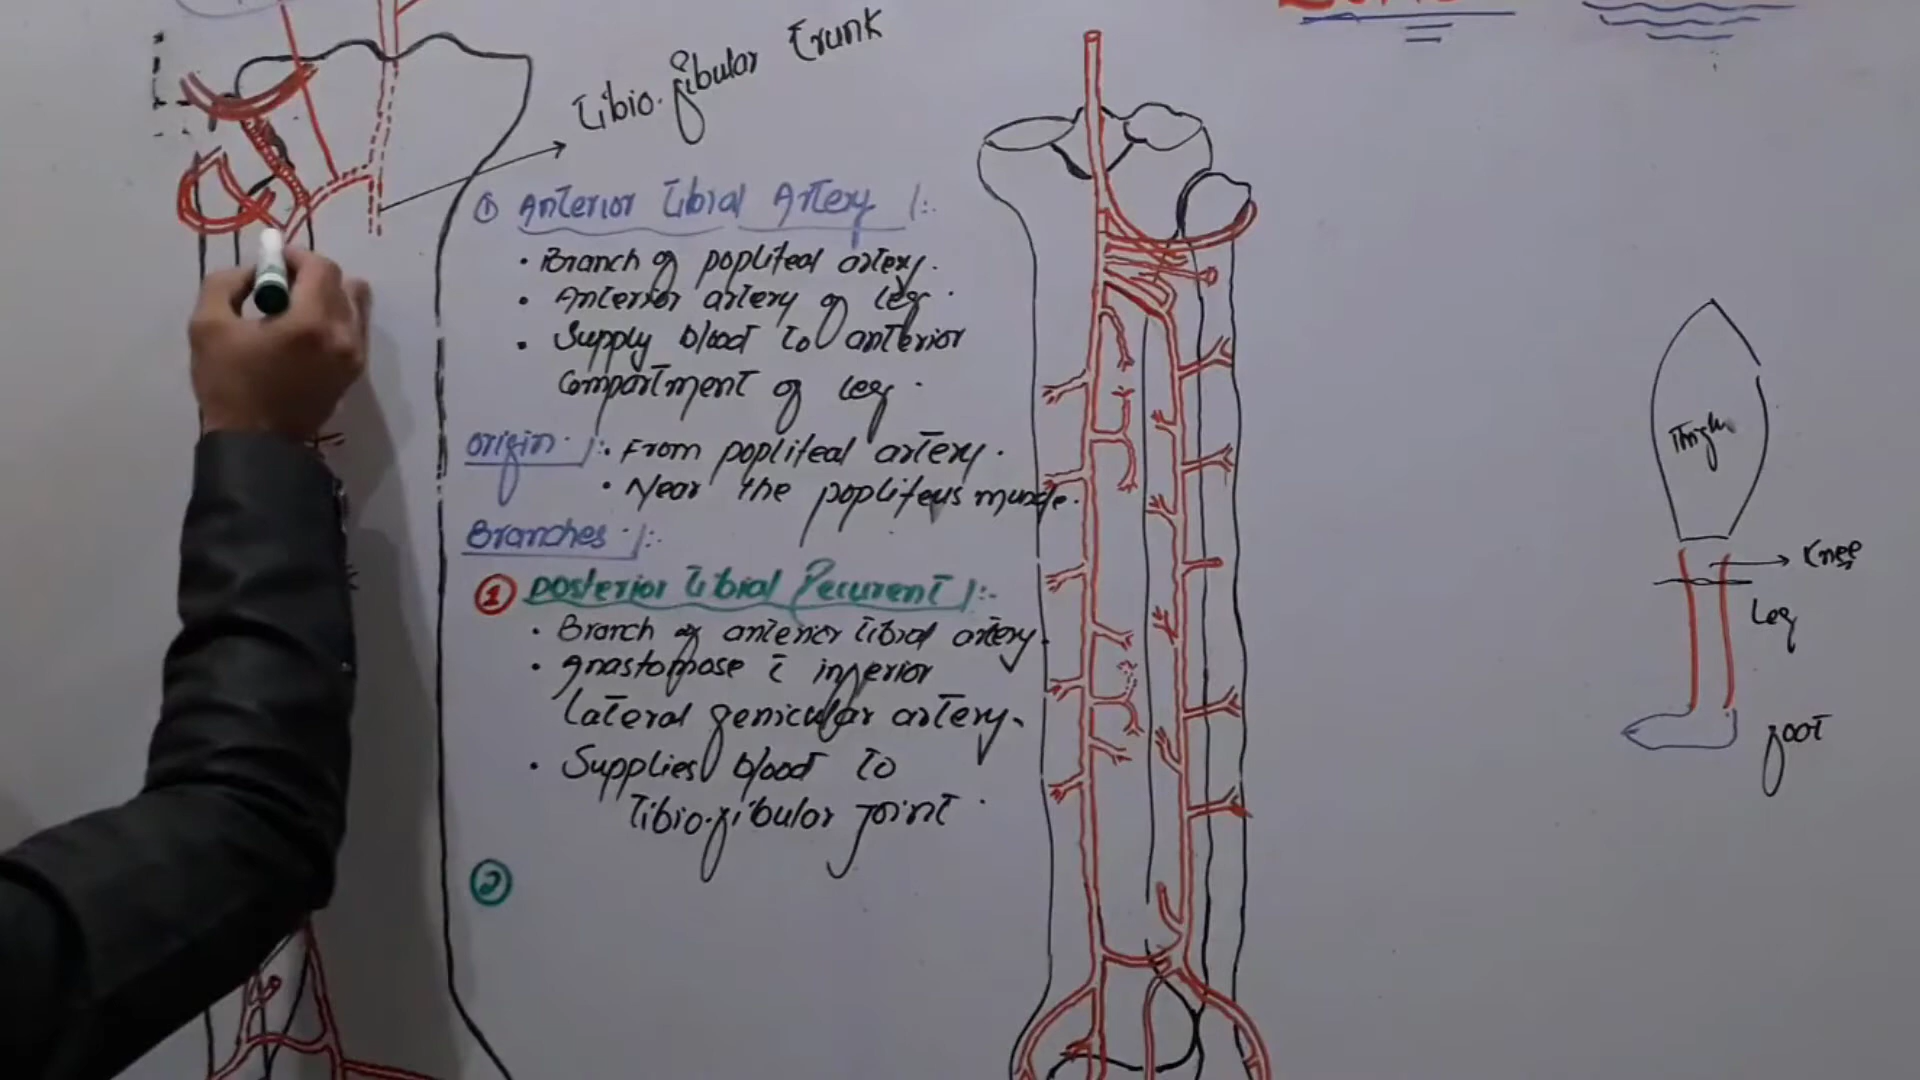 Tibio.fibular trunk
① Anterior tibial Artery :-
• Branch of popliteal artery.
• Anterior artery of leg.
• Supply blood to anterior
compartment of leg.
origin :- • From popliteal artery.
• Near the popliteus muscle.
Branches :-
① posterior tibial Recurent :-
• Branch of anterior tibial artery.
• Anastomose c̄ inferior
lateral genicular artery.
• Supplies blood to
tibio.fibular joint.
②
Thigh
Knee
Leg
foot